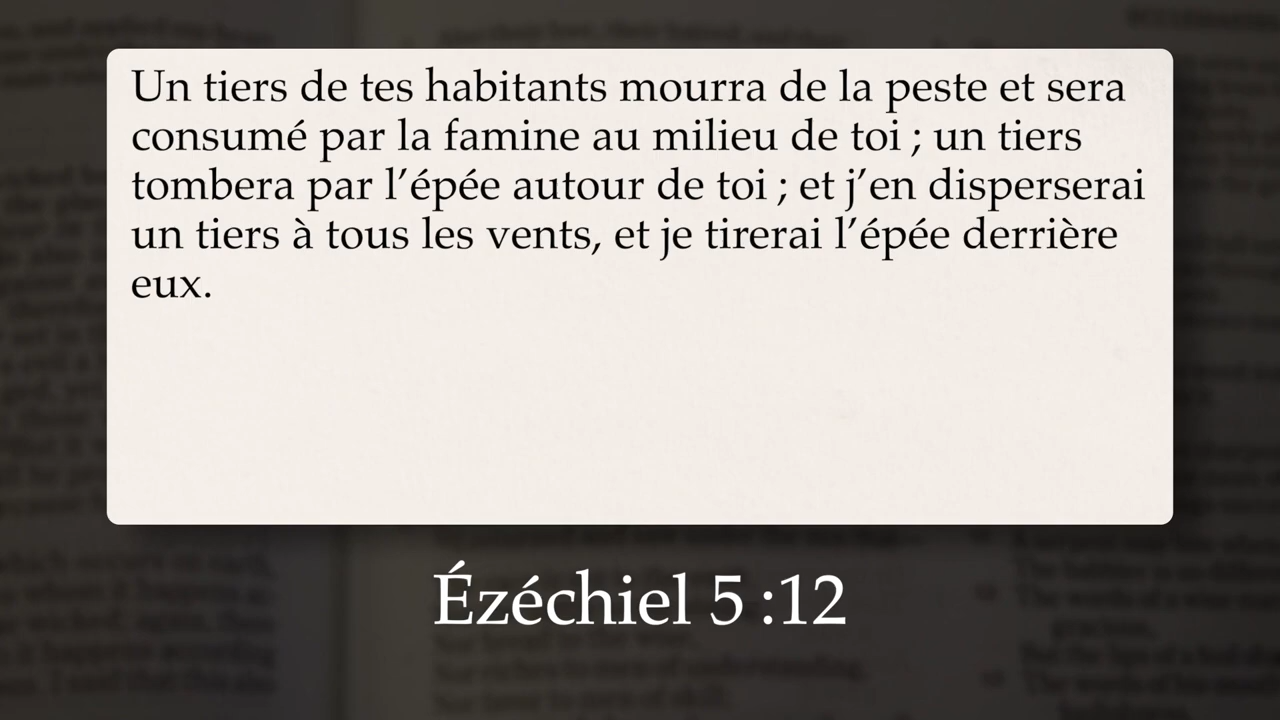 Un tiers de tes habitants mourra de la peste et sera
consumé par la famine au milieu de toi ; un tiers
tombera par l’épée autour de toi ; et j’en disperserai
un tiers à tous les vents, et je tirerai l’épée derrière
eux.
Ézéchiel 5 :12